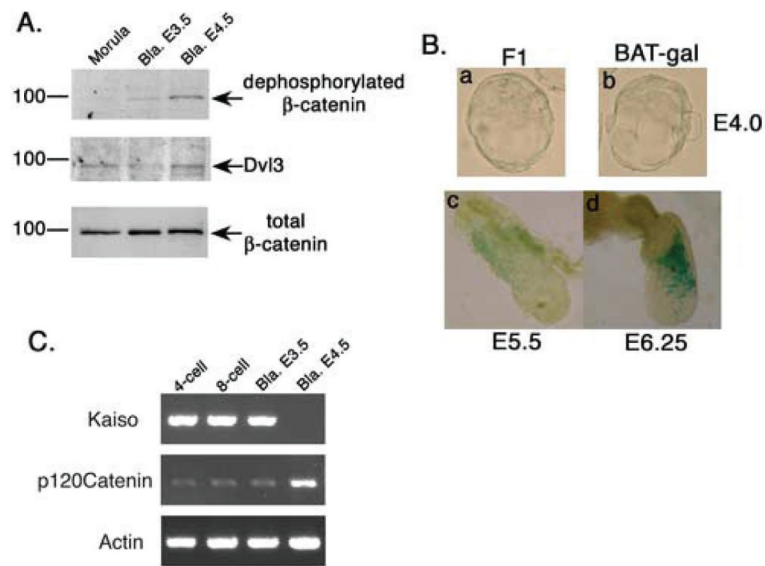 A.
Morula
Bla. E3.5
Bla. E4.5
100
dephosphorylated
β-catenin
100
Dvl3
100
total
β-catenin
B.
F1
BAT-gal
a
b
E4.0
c
d
E5.5
E6.25
C.
4-cell
8-cell
Bla. E3.5
Bla. E4.5
Kaiso
p120Catenin
Actin